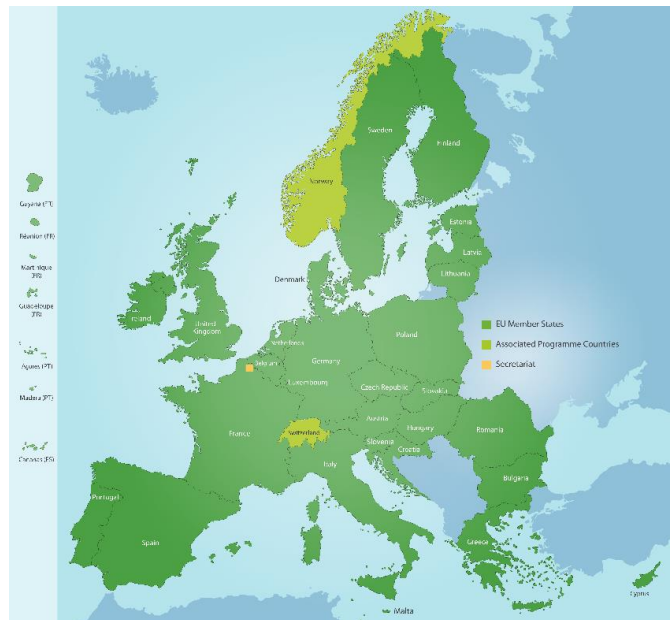 Sweden
Finland
Norway
Guyane
Réunion (FR)
Martinique
(FR)
Guadeloupe
(FR)
Açores (PT)
Madeira (PT)
Canarias (ES)
Estonia
Latvia
Lithuania
Denmark
Ireland
United
Kingdom
Netherlands
Poland
Belgium
Germany
Luxembourg
Czech Republic
Slovakia
EU Member States
Associated Programme Countries
Secretariat
France
Switzerland
Austria
Hungary
Slovenia
Croatia
Romania
Italy
Bulgaria
Portugal
Spain
Greece
Malta
Cyprus